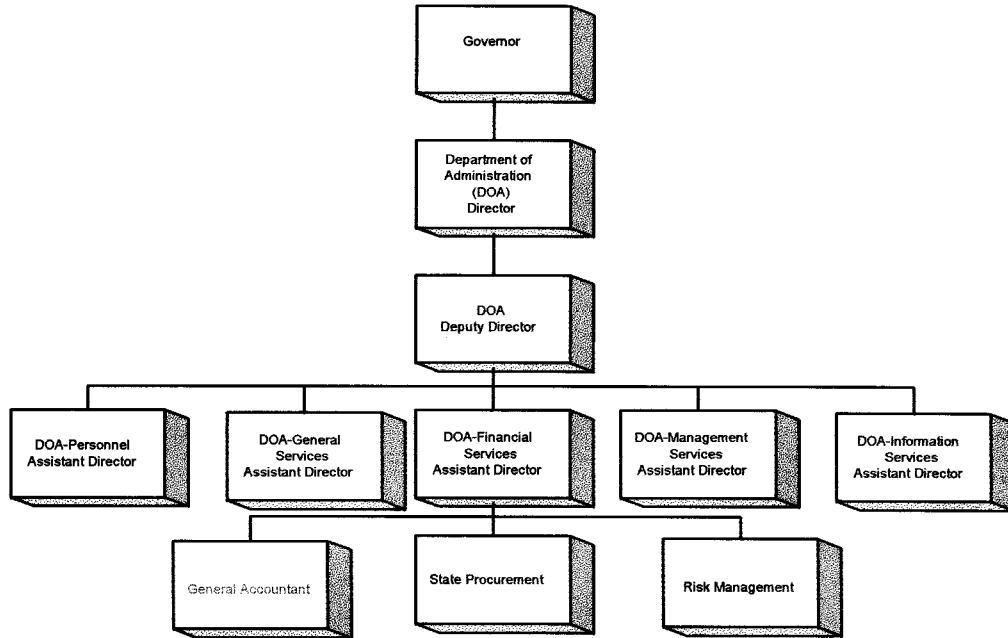 Governor
Department of
Administration
(DOA)
Director
DOA
Deputy Director
DOA-Personnel
Assistant Director
DOA-General
Services
Assistant Director
DOA-Financial
Services
Assistant Director
DOA-Management
Services
Assistant Director
DOA-Information
Services
Assistant Director
General Accountant
State Procurement
Risk Management